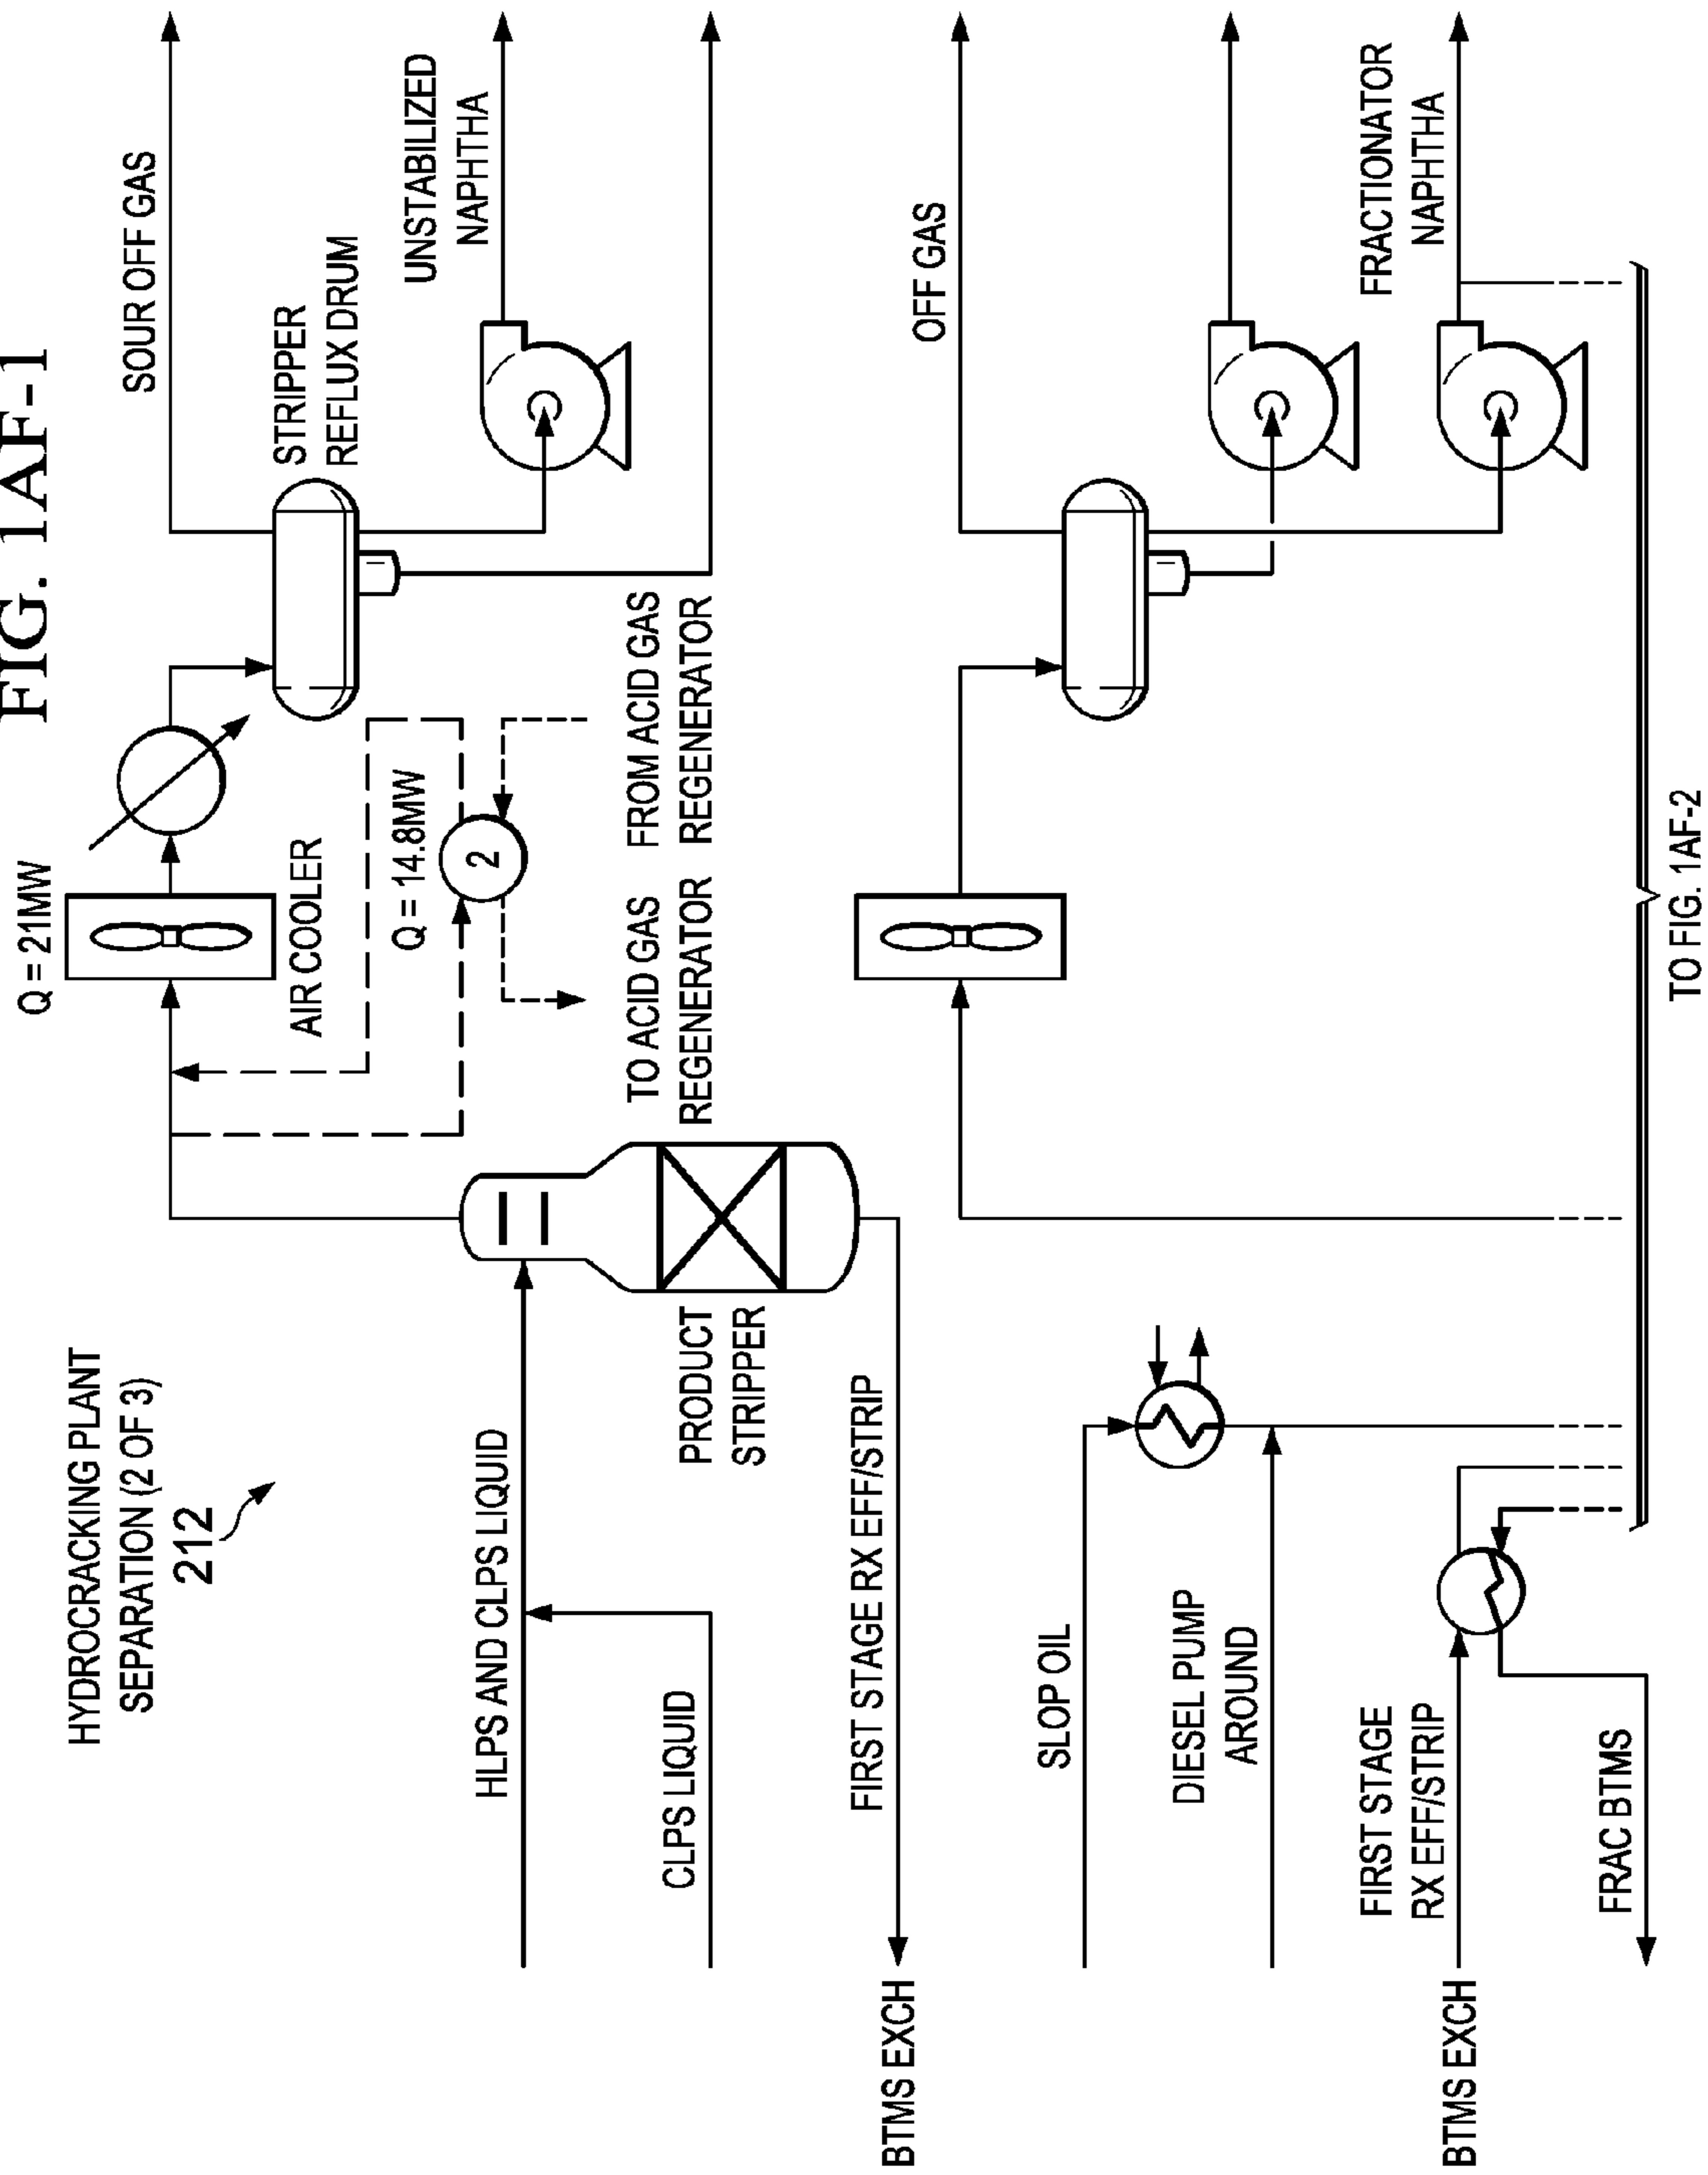 FIG. 1AF-1
HYDROCRACKING PLANT
SEPARATION (2 OF 3)
212
Q = 21MW
AIR COOLER
SOUR OFF GAS
STRIPPER
REFLUX DRUM
UNSTABILIZED
NAPHTHA
Q = 14.8MW
2
TO ACID GAS
REGENERATOR
FROM ACID GAS
REGENERATOR
HLPS AND CLPS LIQUID
CLPS LIQUID
PRODUCT
STRIPPER
FIRST STAGE RX EFF/STRIP
BTMS EXCH
OFF GAS
SLOP OIL
DIESEL PUMP
AROUND
FRACTIONATOR
NAPHTHA
FIRST STAGE
RX EFF/STRIP
BTMS EXCH
FRAC BTMS
TO FIG. 1AF-2